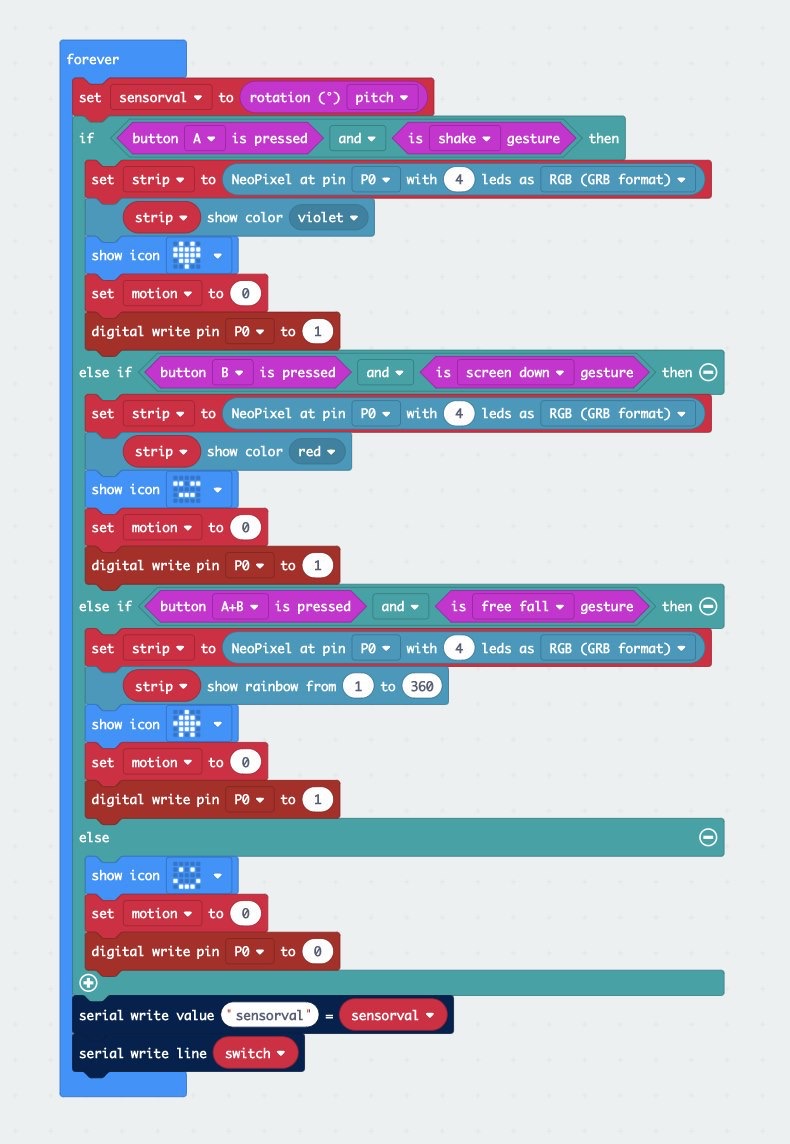 forever
set sensorval to rotation (°) pitch
if button A is pressed and is shake gesture then
set strip to NeoPixel at pin P0 with 4 leds as RGB (GRB format)
strip show color violet
show icon
set motion to 0
digital write pin P0 to 1
else if button B is pressed and is screen down gesture then
set strip to NeoPixel at pin P0 with 4 leds as RGB (GRB format)
strip show color red
show icon
set motion to 0
digital write pin P0 to 1
else if button A+B is pressed and is free fall gesture then
set strip to NeoPixel at pin P0 with 4 leds as RGB (GRB format)
strip show rainbow from 1 to 360
show icon
set motion to 0
digital write pin P0 to 1
else
show icon
set motion to 0
digital write pin P0 to 0
serial write value "sensorval" = sensorval
serial write line switch